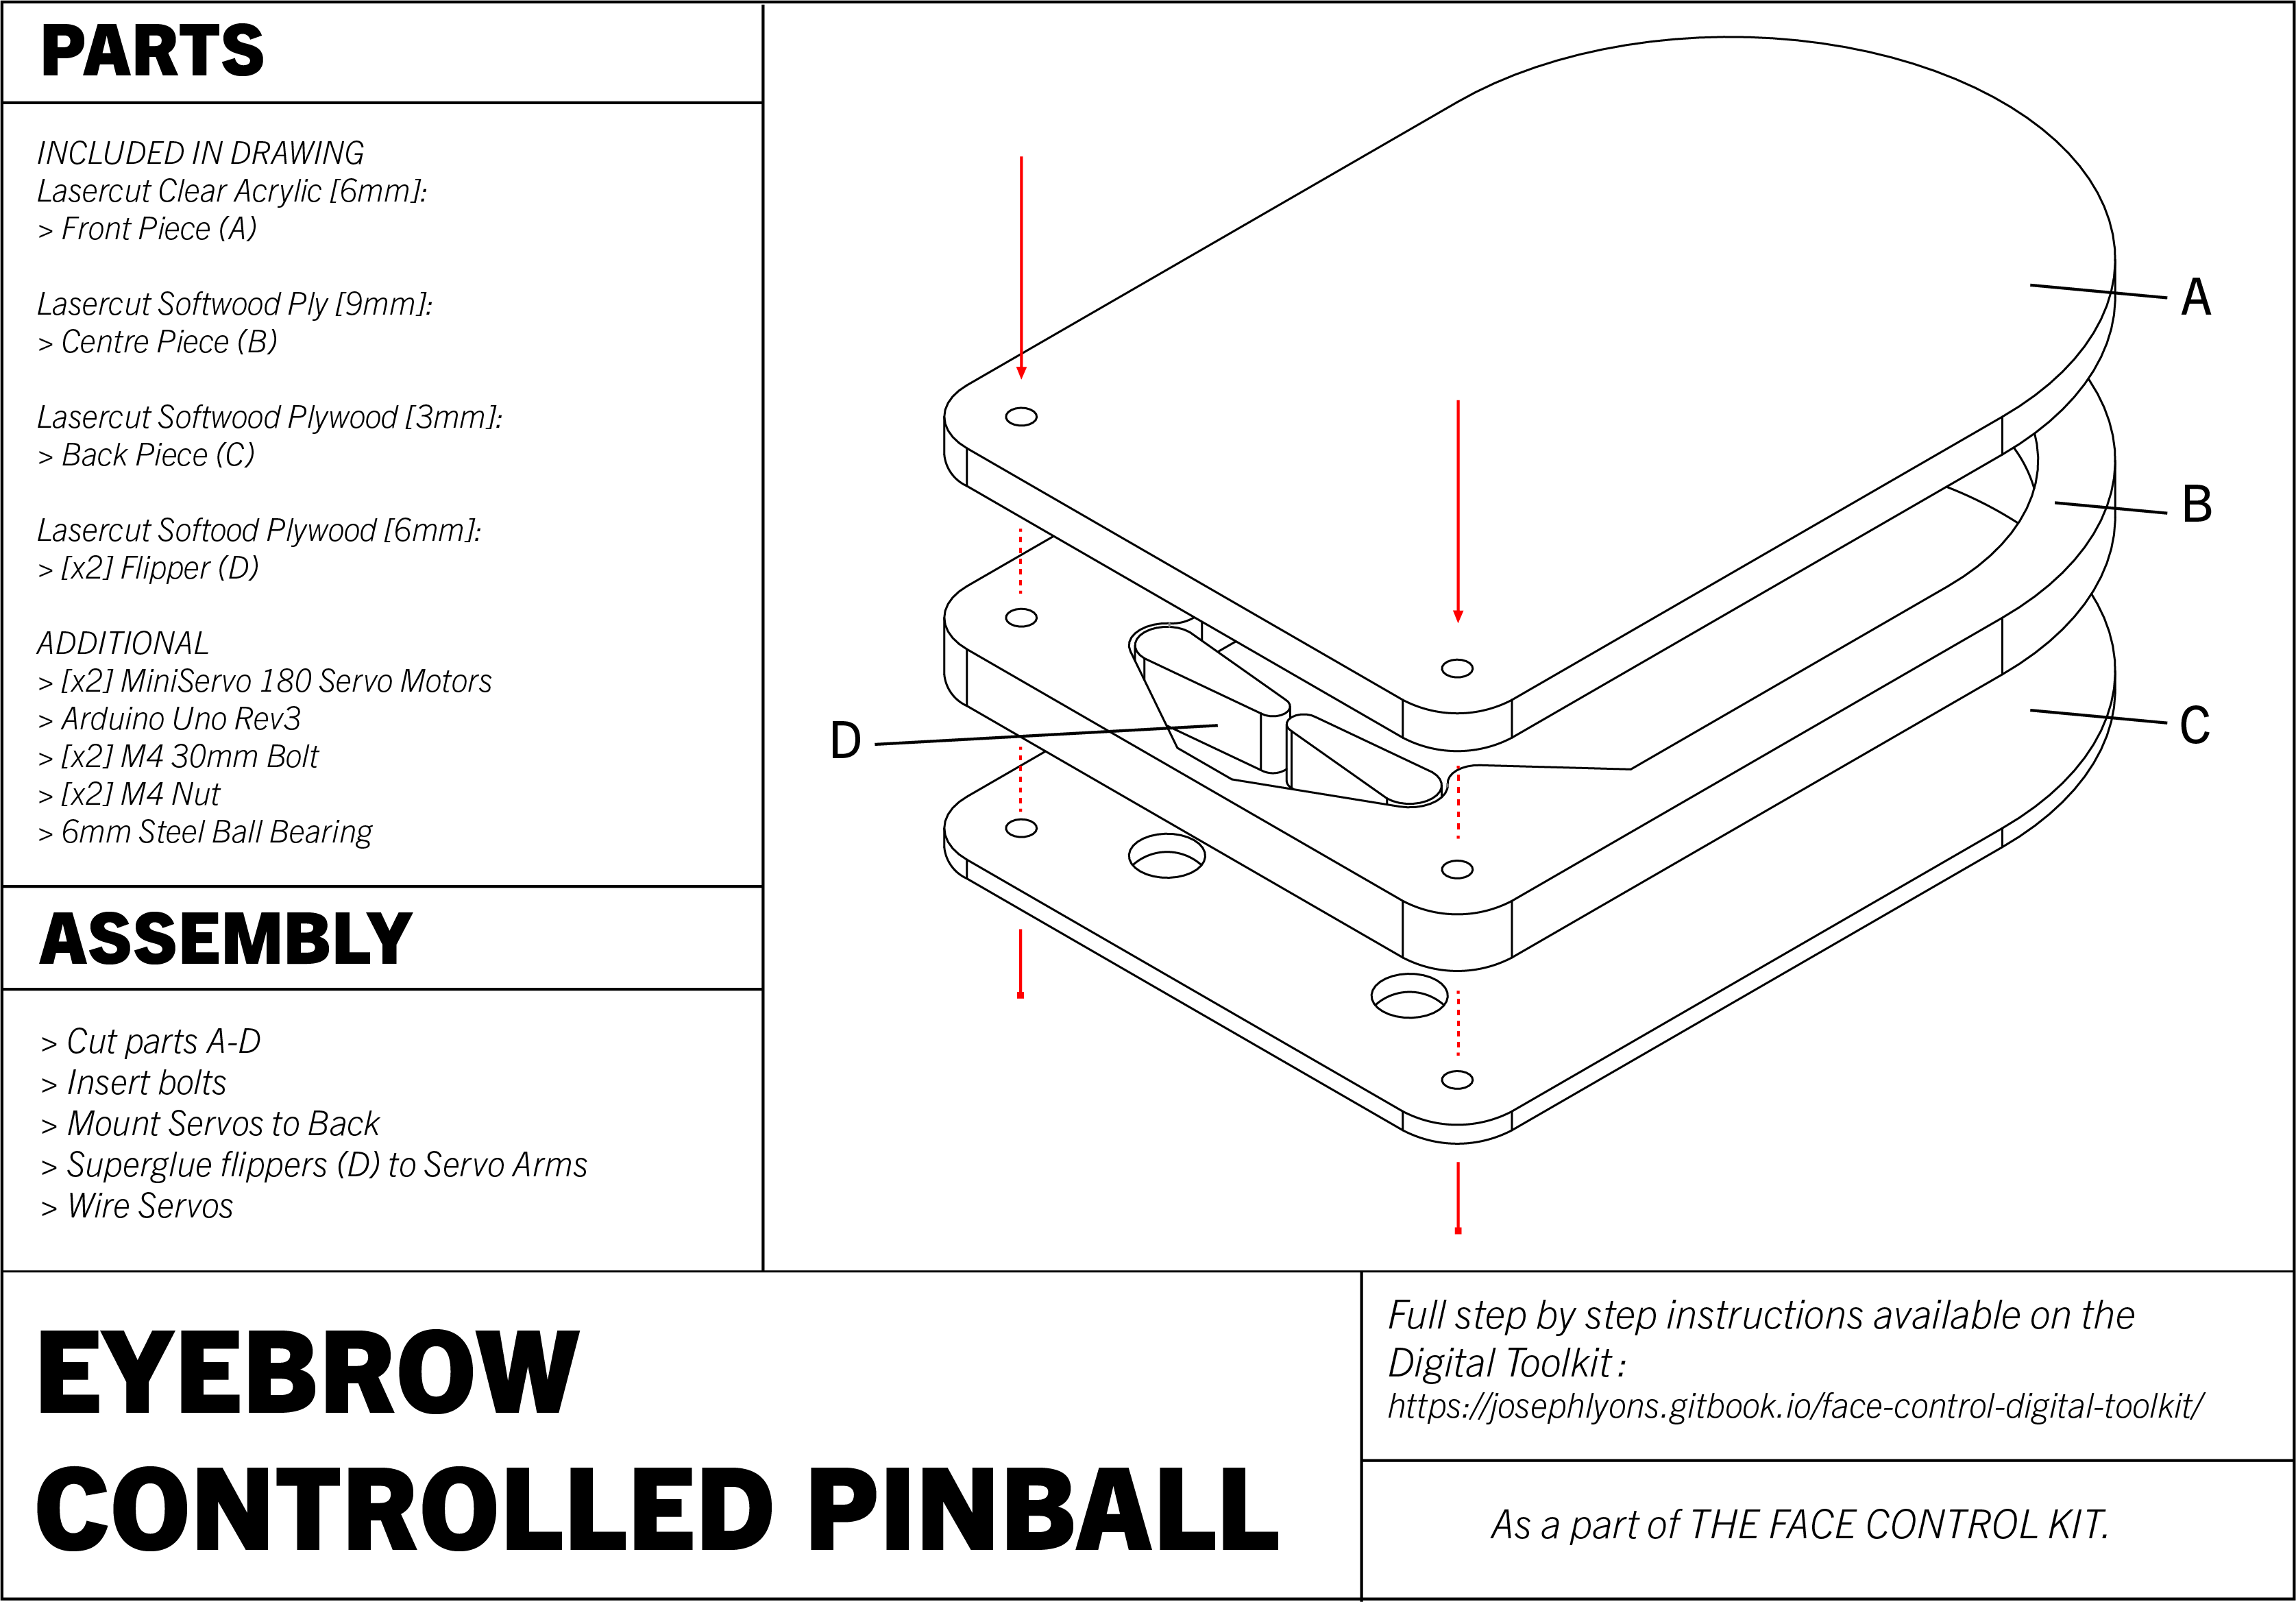 PARTS
INCLUDED IN DRAWING
Lasercut Clear Acrylic [6mm]:
> Front Piece (A)
Lasercut Softwood Ply [9mm]:
> Centre Piece (B)
Lasercut Softwood Plywood [3mm]:
> Back Piece (C)
Lasercut Softood Plywood [6mm]:
> [x2] Flipper (D)
ADDITIONAL
> [x2] MiniServo 180 Servo Motors
> Arduino Uno Rev3
> [x2] M4 30mm Bolt
> [x2] M4 Nut
> 6mm Steel Ball Bearing
ASSEMBLY
> Cut parts A-D
> Insert bolts
> Mount Servos to Back
> Superglue flippers (D) to Servo Arms
> Wire Servos
A
B
C
D
EYEBROW
CONTROLLED PINBALL
Full step by step instructions available on the
Digital Toolkit :
https://josephlyons.gitbook.io/face-control-digital-toolkit/
As a part of THE FACE CONTROL KIT.